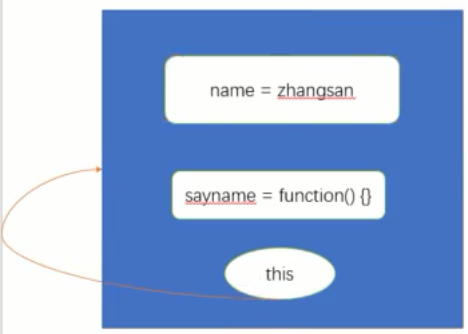 name = zhangsan
sayname = function() {}
this